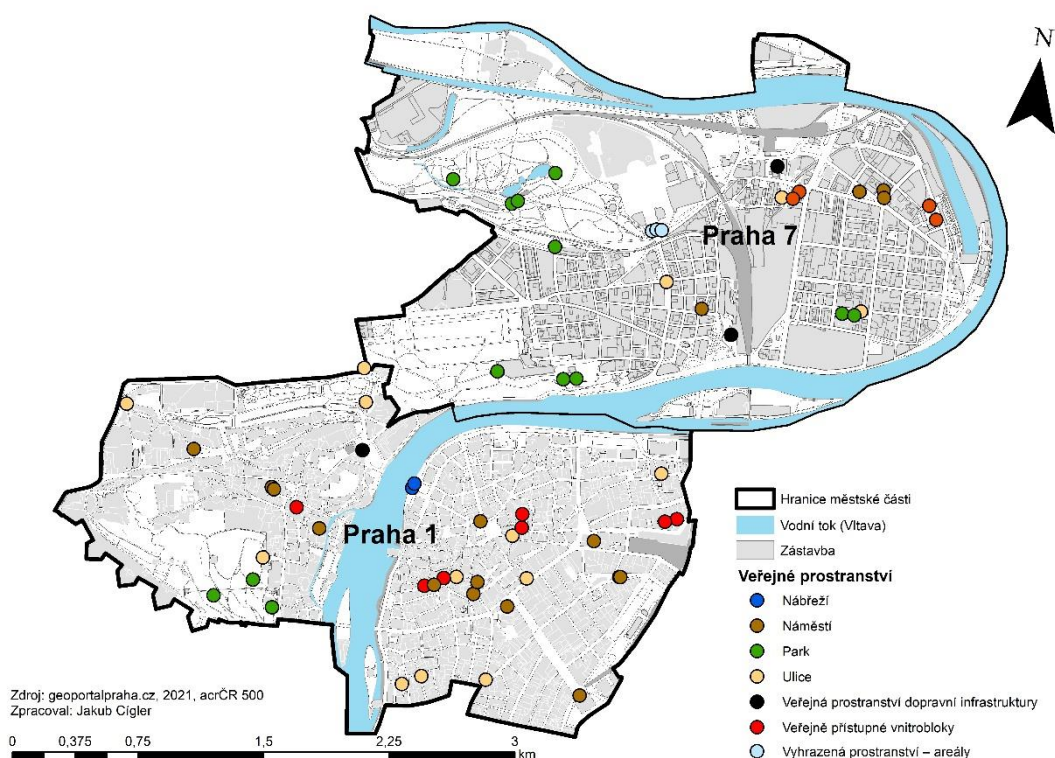 N
Praha 7
Praha 1
Hranice městské části
Vodní tok (Vltava)
Zástavba
Veřejné prostranství
Nábřeží
Náměstí
Park
Ulice
Veřejná prostranství dopravní infrastruktury
Veřejně přístupné vnitrobloky
Vyhrazená prostranství – areály
Zdroj: geoportalpraha.cz, 2021, acrČR 500
Zpracoval: Jakub Cígler
0 0,375 0,75 1,5 2,25 3
km